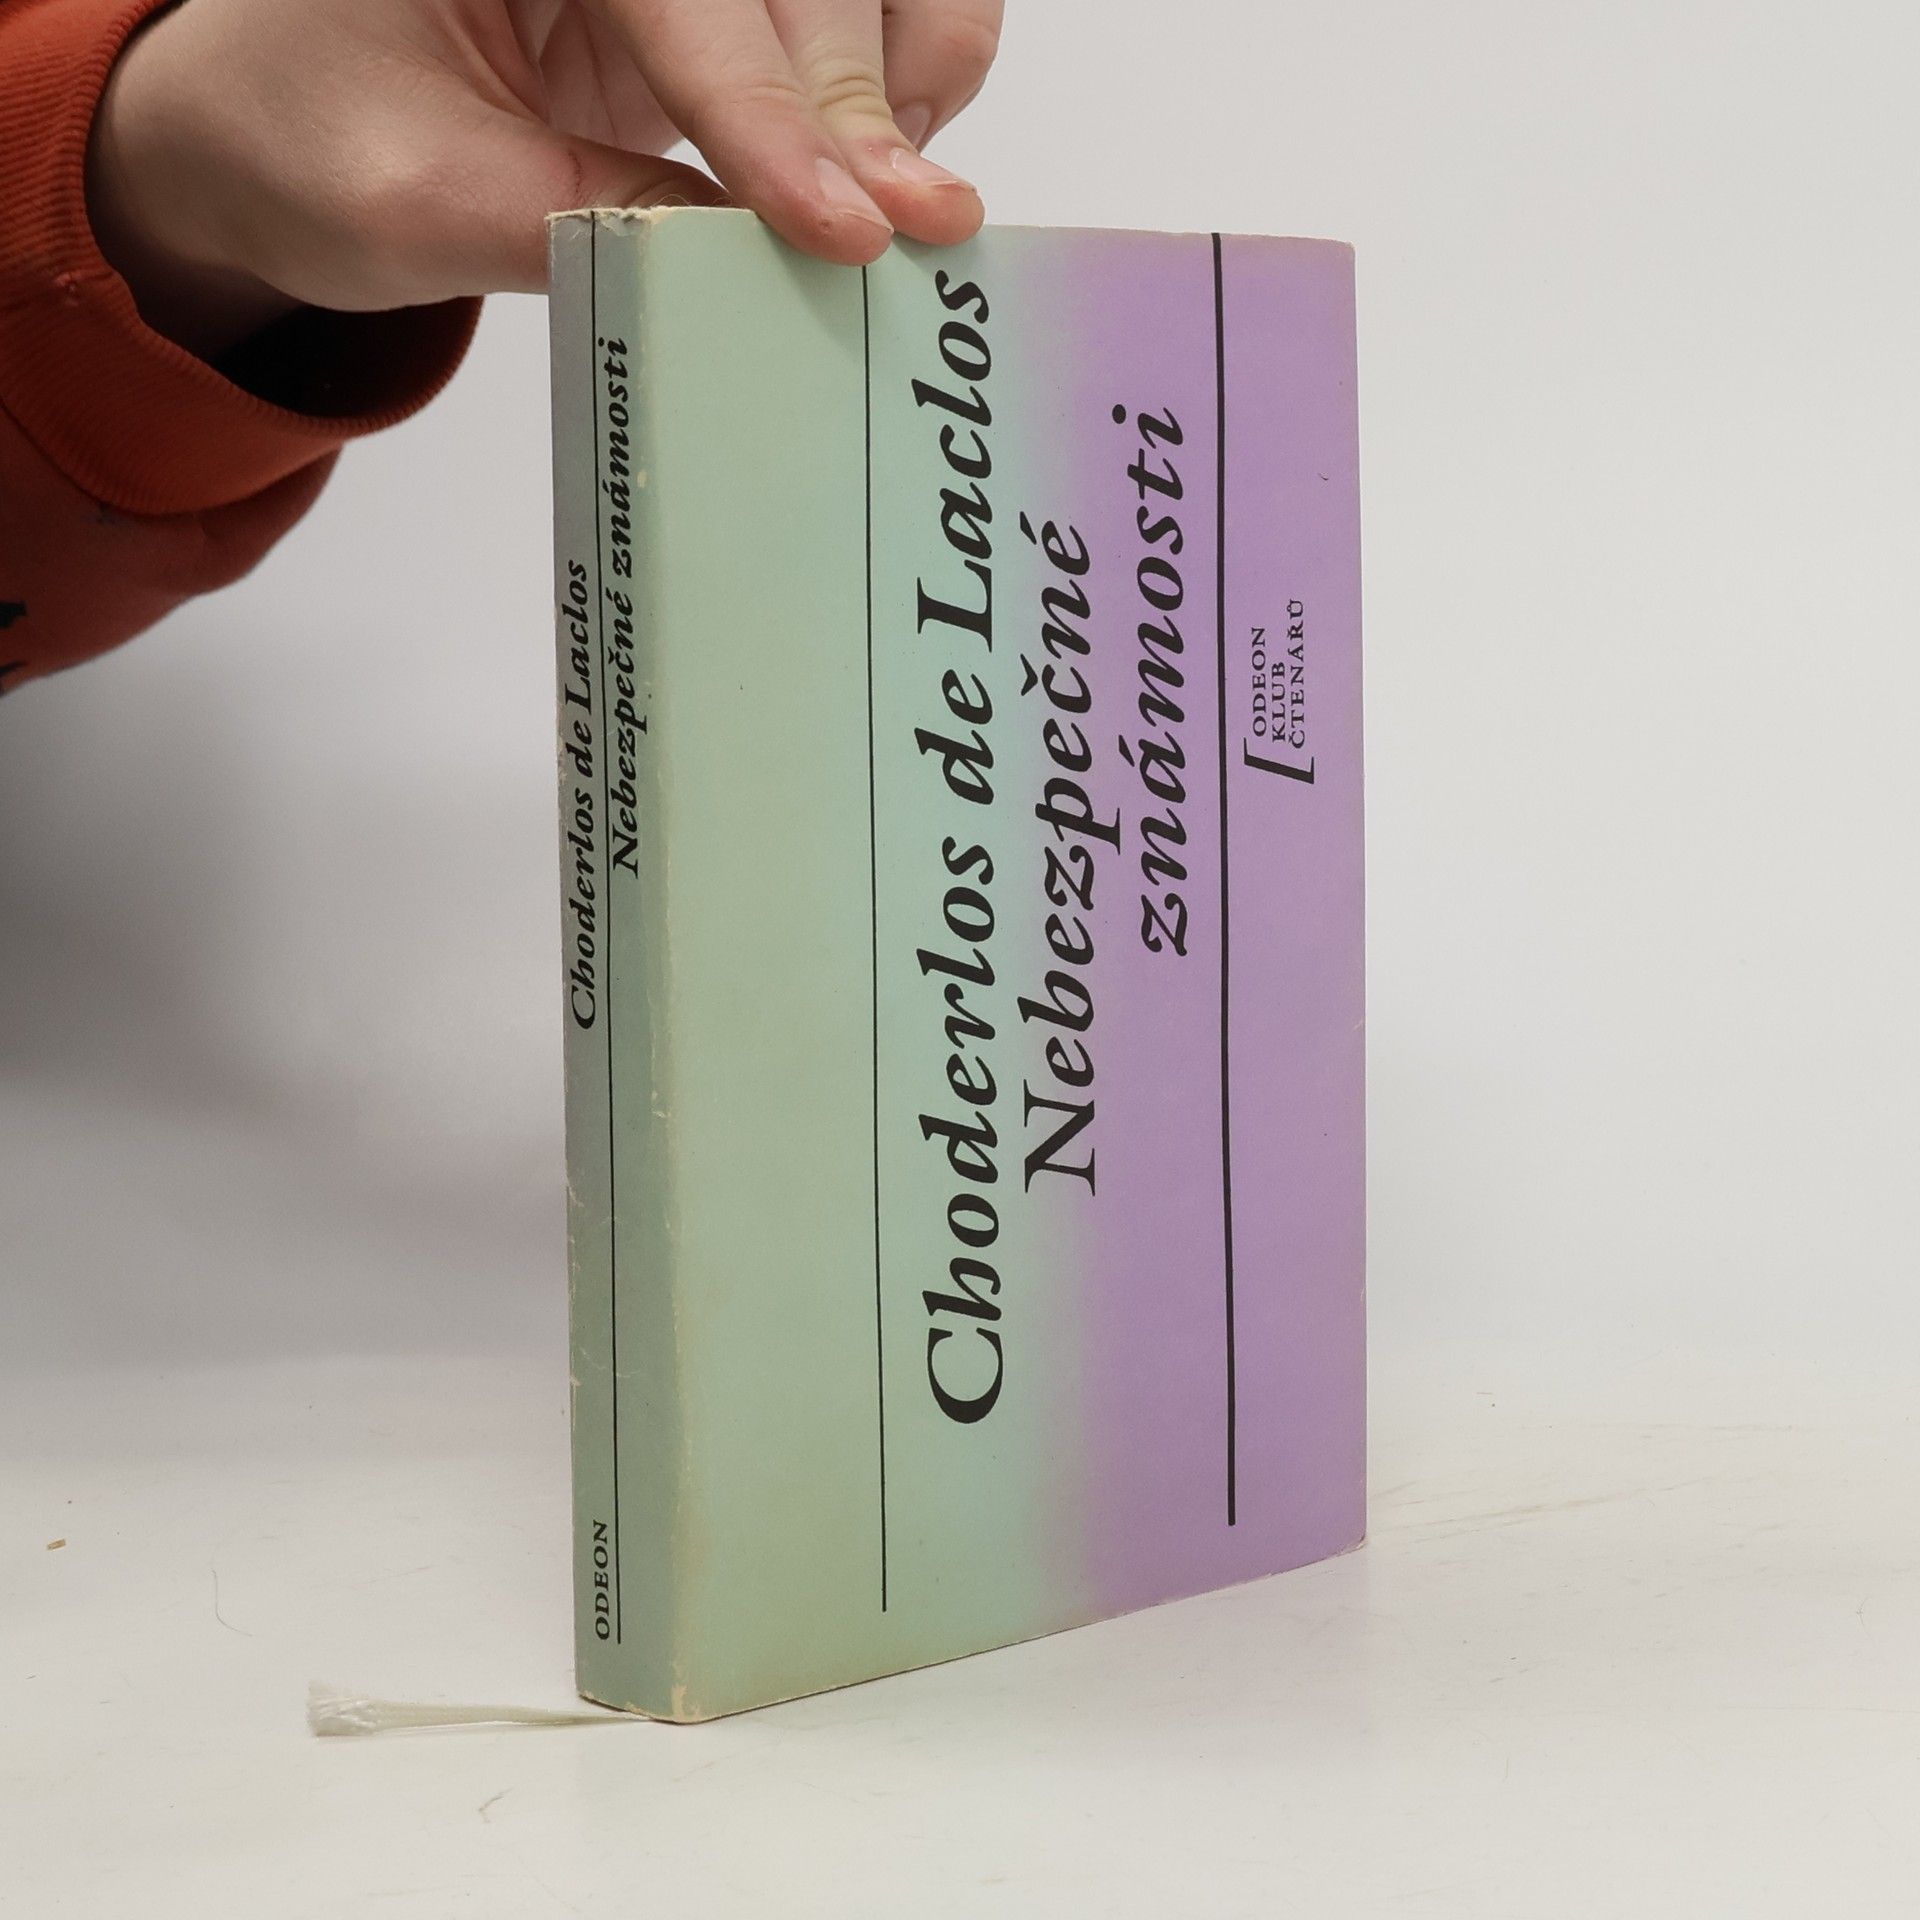 Choderlos de Laclos
Nebezpečné známosti
ODEON
Choderlos de Laclos
Nebezpečné
známosti
ODEON
KLUB
ČTENÁŘŮ